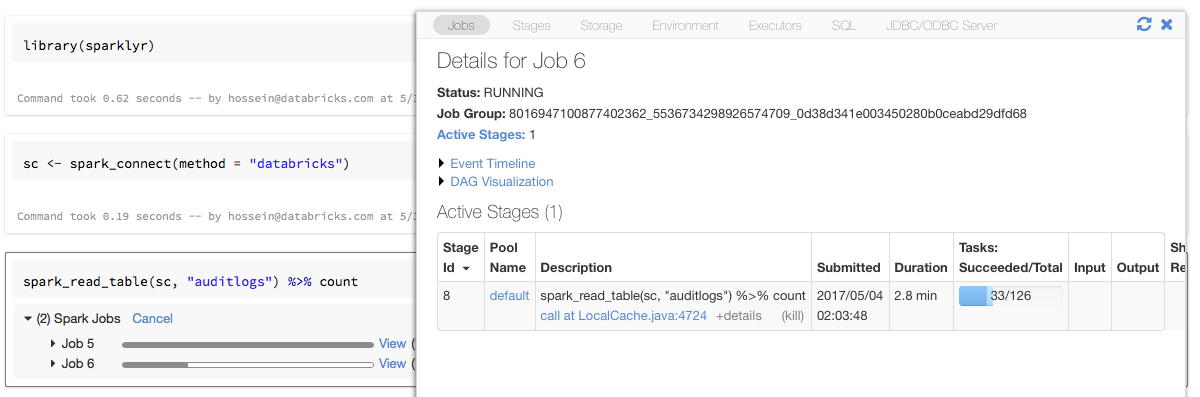 library(sparklyr)
Command took 0.62 seconds -- by hossein@databricks.com at 5/3
sc <- spark_connect(method = "databricks")
Command took 0.19 seconds -- by hossein@databricks.com at 5/3
spark_read_table(sc, "auditlogs") %>% count
(2) Spark Jobs Cancel
Job 5 View (
Job 6 View (
Jobs Stages Storage Environment Executors SQL JDBC/ODBC Server
Details for Job 6
Status: RUNNING
Job Group: 8016947100877402362_5536734298926574709_0d38d341e003450280b0ceabd29dfd68
Active Stages: 1
Event Timeline
DAG Visualization
Active Stages (1)
Stage Id Pool Name Description Submitted Duration Tasks: Succeeded/Total Input Output Sh Re
8 default spark_read_table(sc, "auditlogs") %>% count 2017/05/04 2.8 min 33/126
call at LocalCache.java:4724 +details (kill) 02:03:48